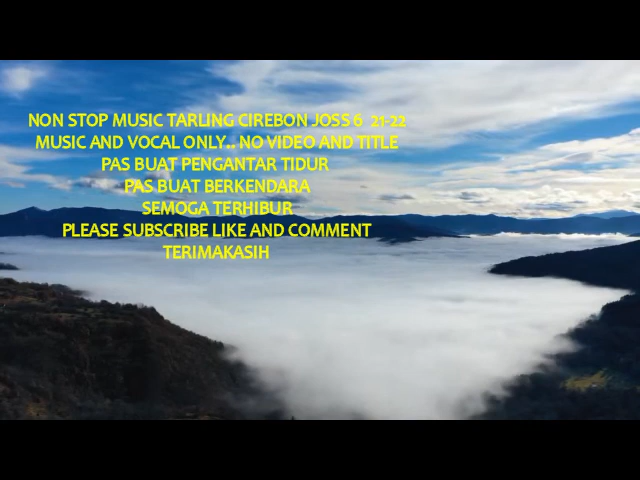 NON STOP MUSIC TARLING CIREBON JOSS 6 21-22
MUSIC AND VOCAL ONLY.. NO VIDEO AND TITLE
PAS BUAT PENGANTAR TIDUR
PAS BUAT BERKENDARA
SEMOGA TERHIBUR
PLEASE SUBSCRIBE LIKE AND COMMENT
TERIMAKASIH